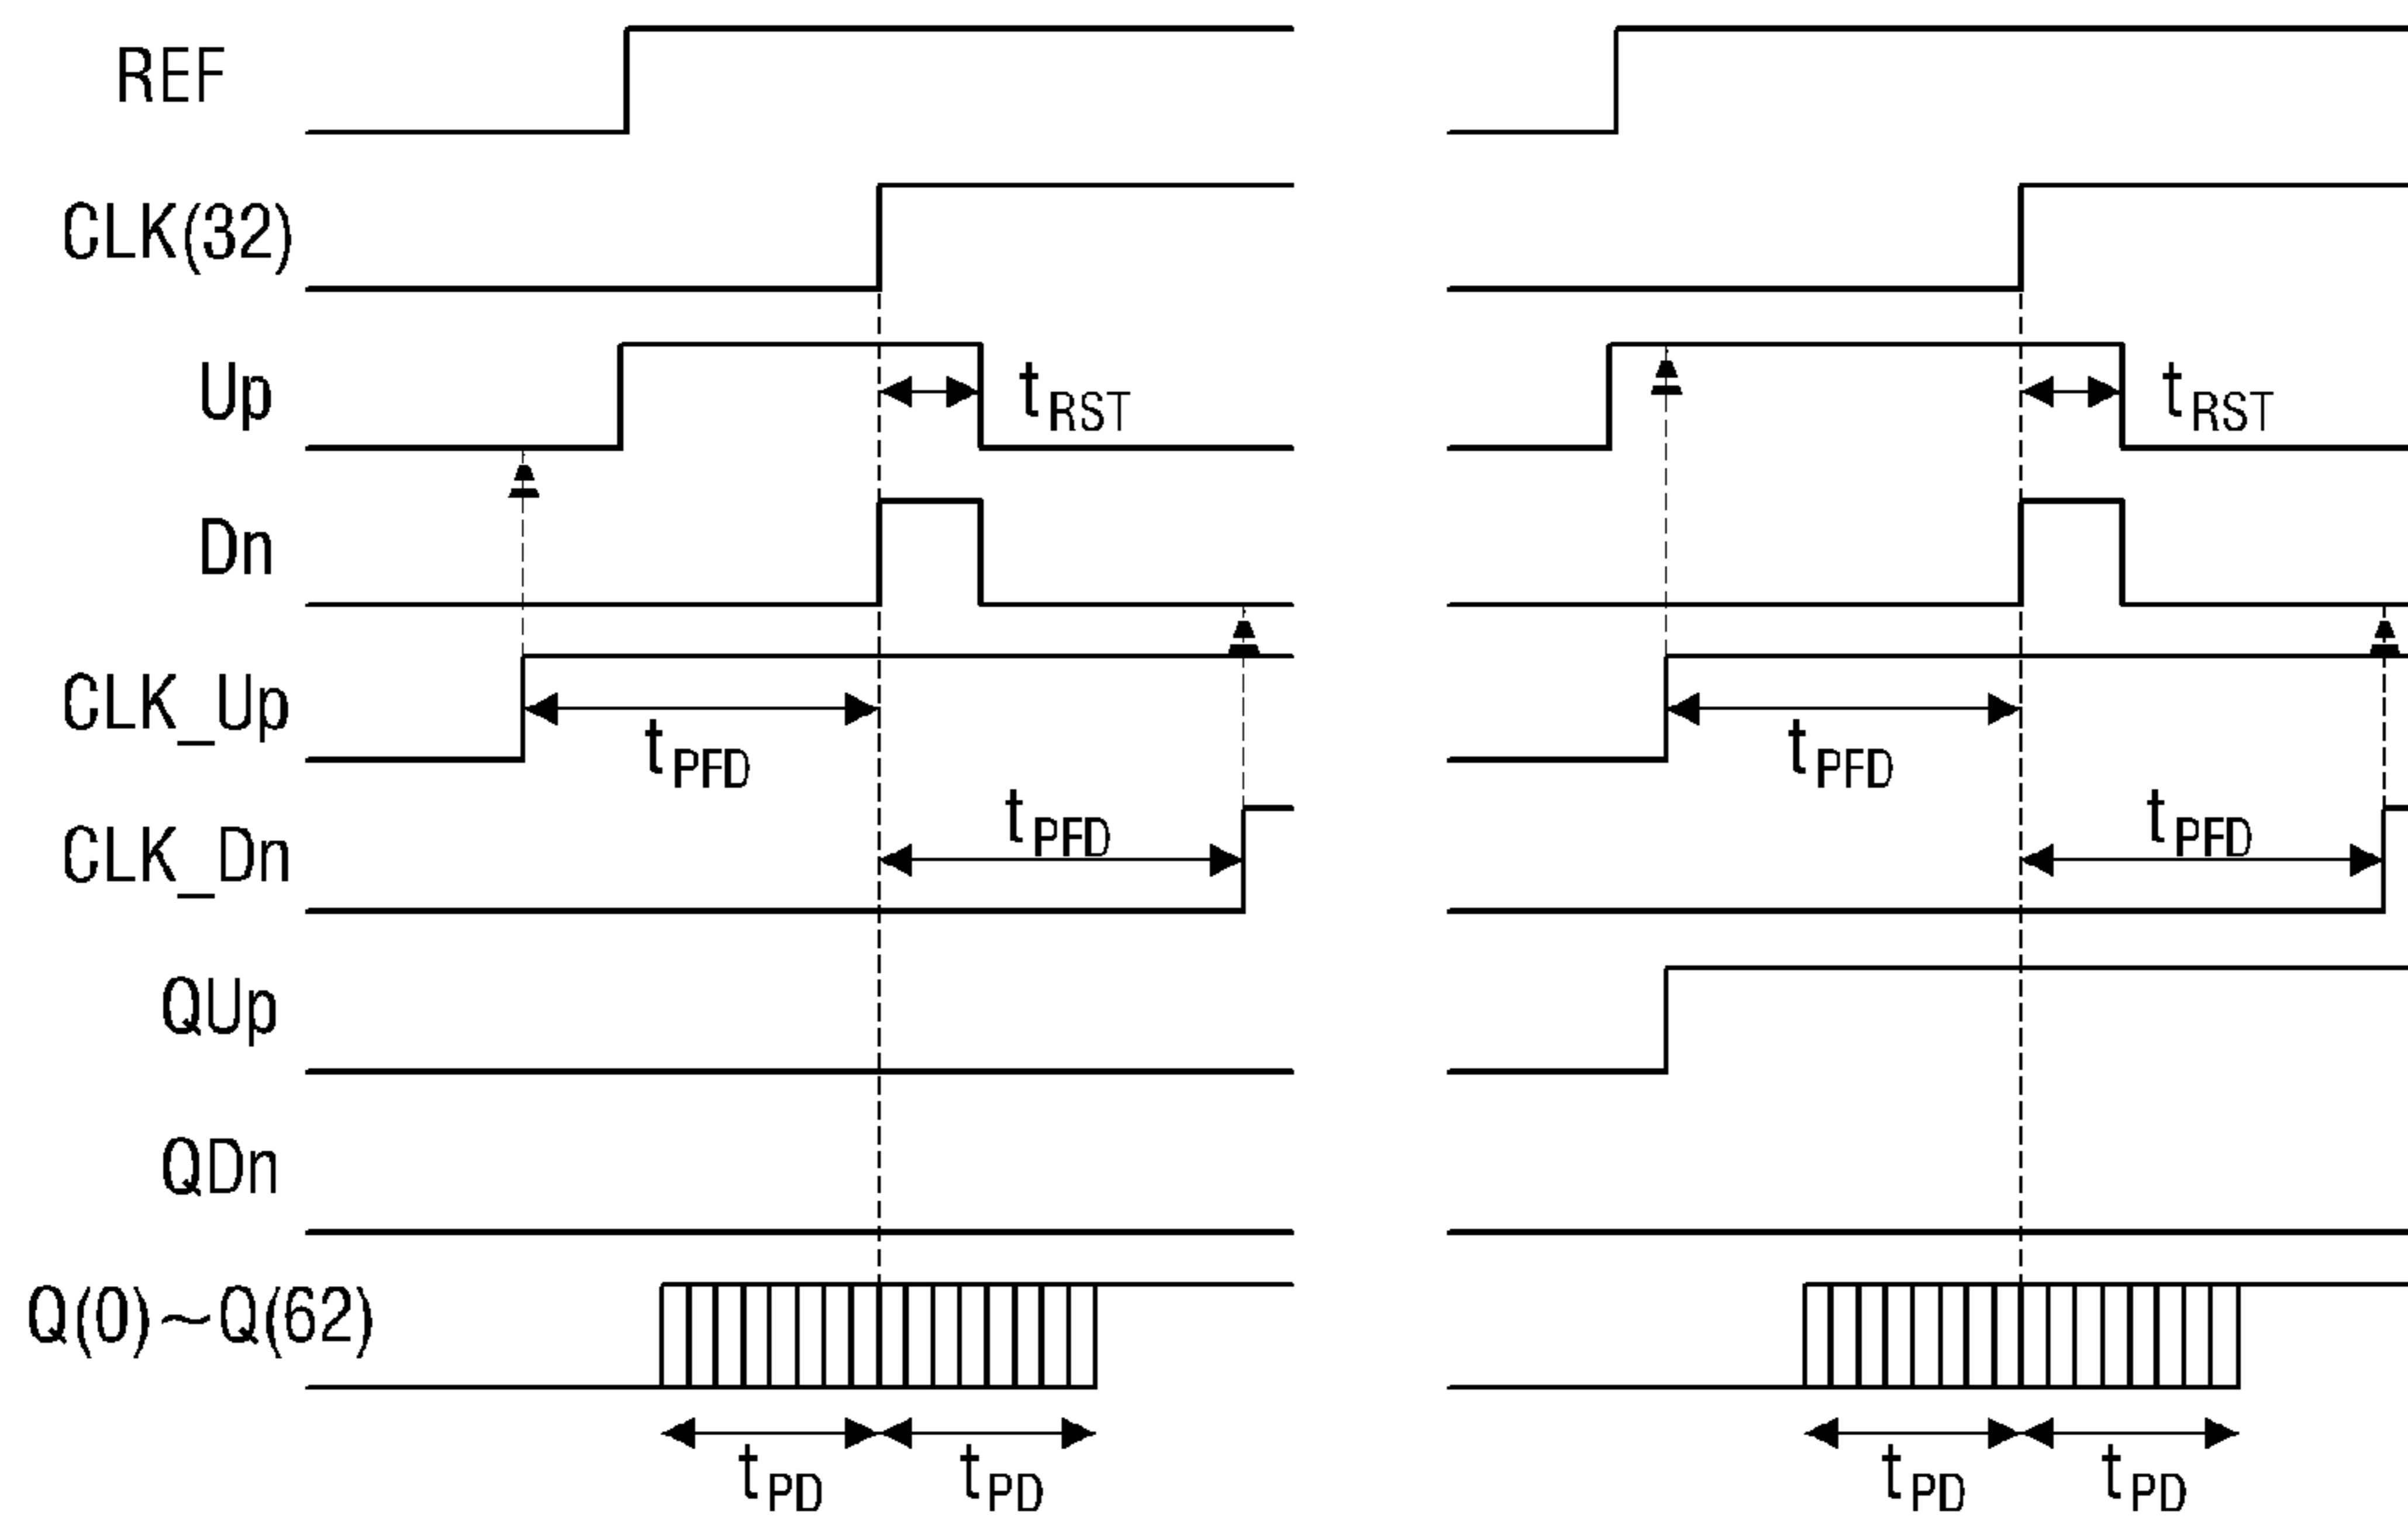 REF
CLK(32)
Up tRST tRST
Dn
CLK_Up tPFD tPFD
CLK_Dn tPFD tPFD
QUp
QDn
Q(0)~Q(62)
tPD tPD tPD tPD